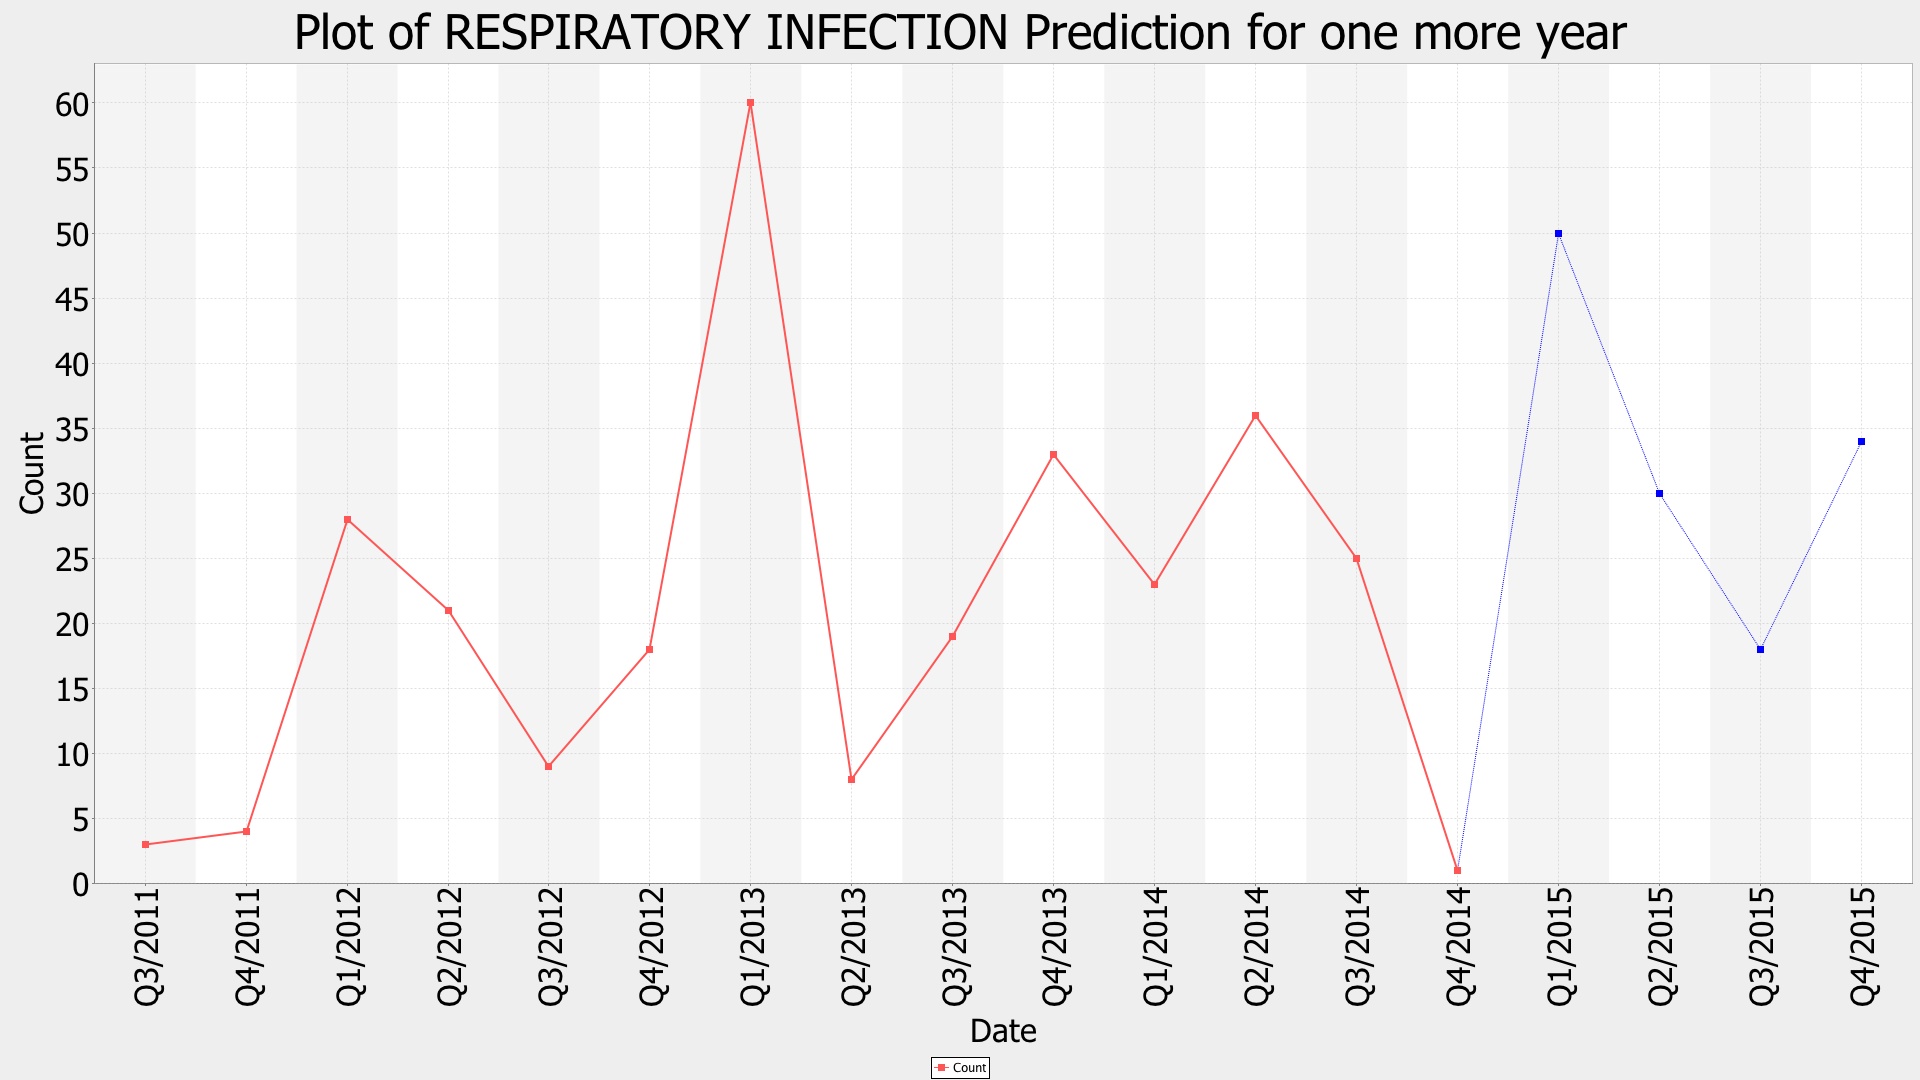 Plot of RESPIRATORY INFECTION Prediction for one more year
60
55
50
45
40
35
30
25
20
15
10
5
0
Count
Q3/2011
Q4/2011
Q1/2012
Q2/2012
Q3/2012
Q4/2012
Q1/2013
Q2/2013
Q3/2013
Q4/2013
Q1/2014
Q2/2014
Q3/2014
Q4/2014
Q1/2015
Q2/2015
Q3/2015
Q4/2015
Date
Count